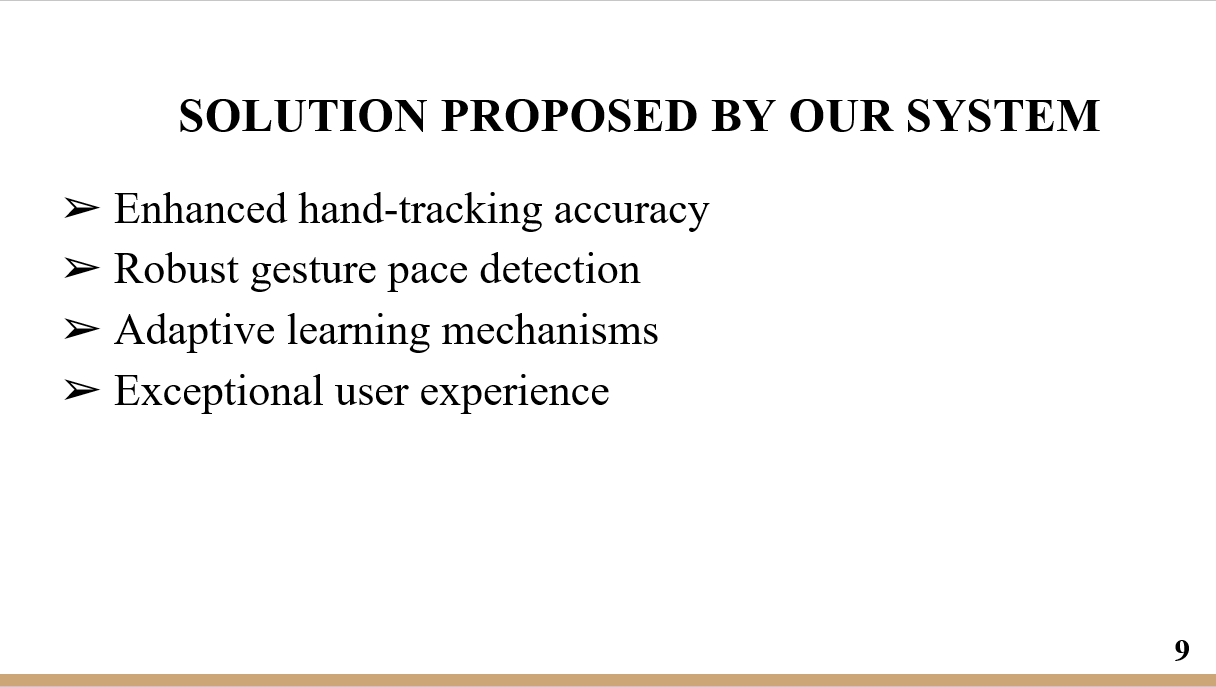 SOLUTION PROPOSED BY OUR SYSTEM
➢ Enhanced hand-tracking accuracy
➢ Robust gesture pace detection
➢ Adaptive learning mechanisms
➢ Exceptional user experience
9